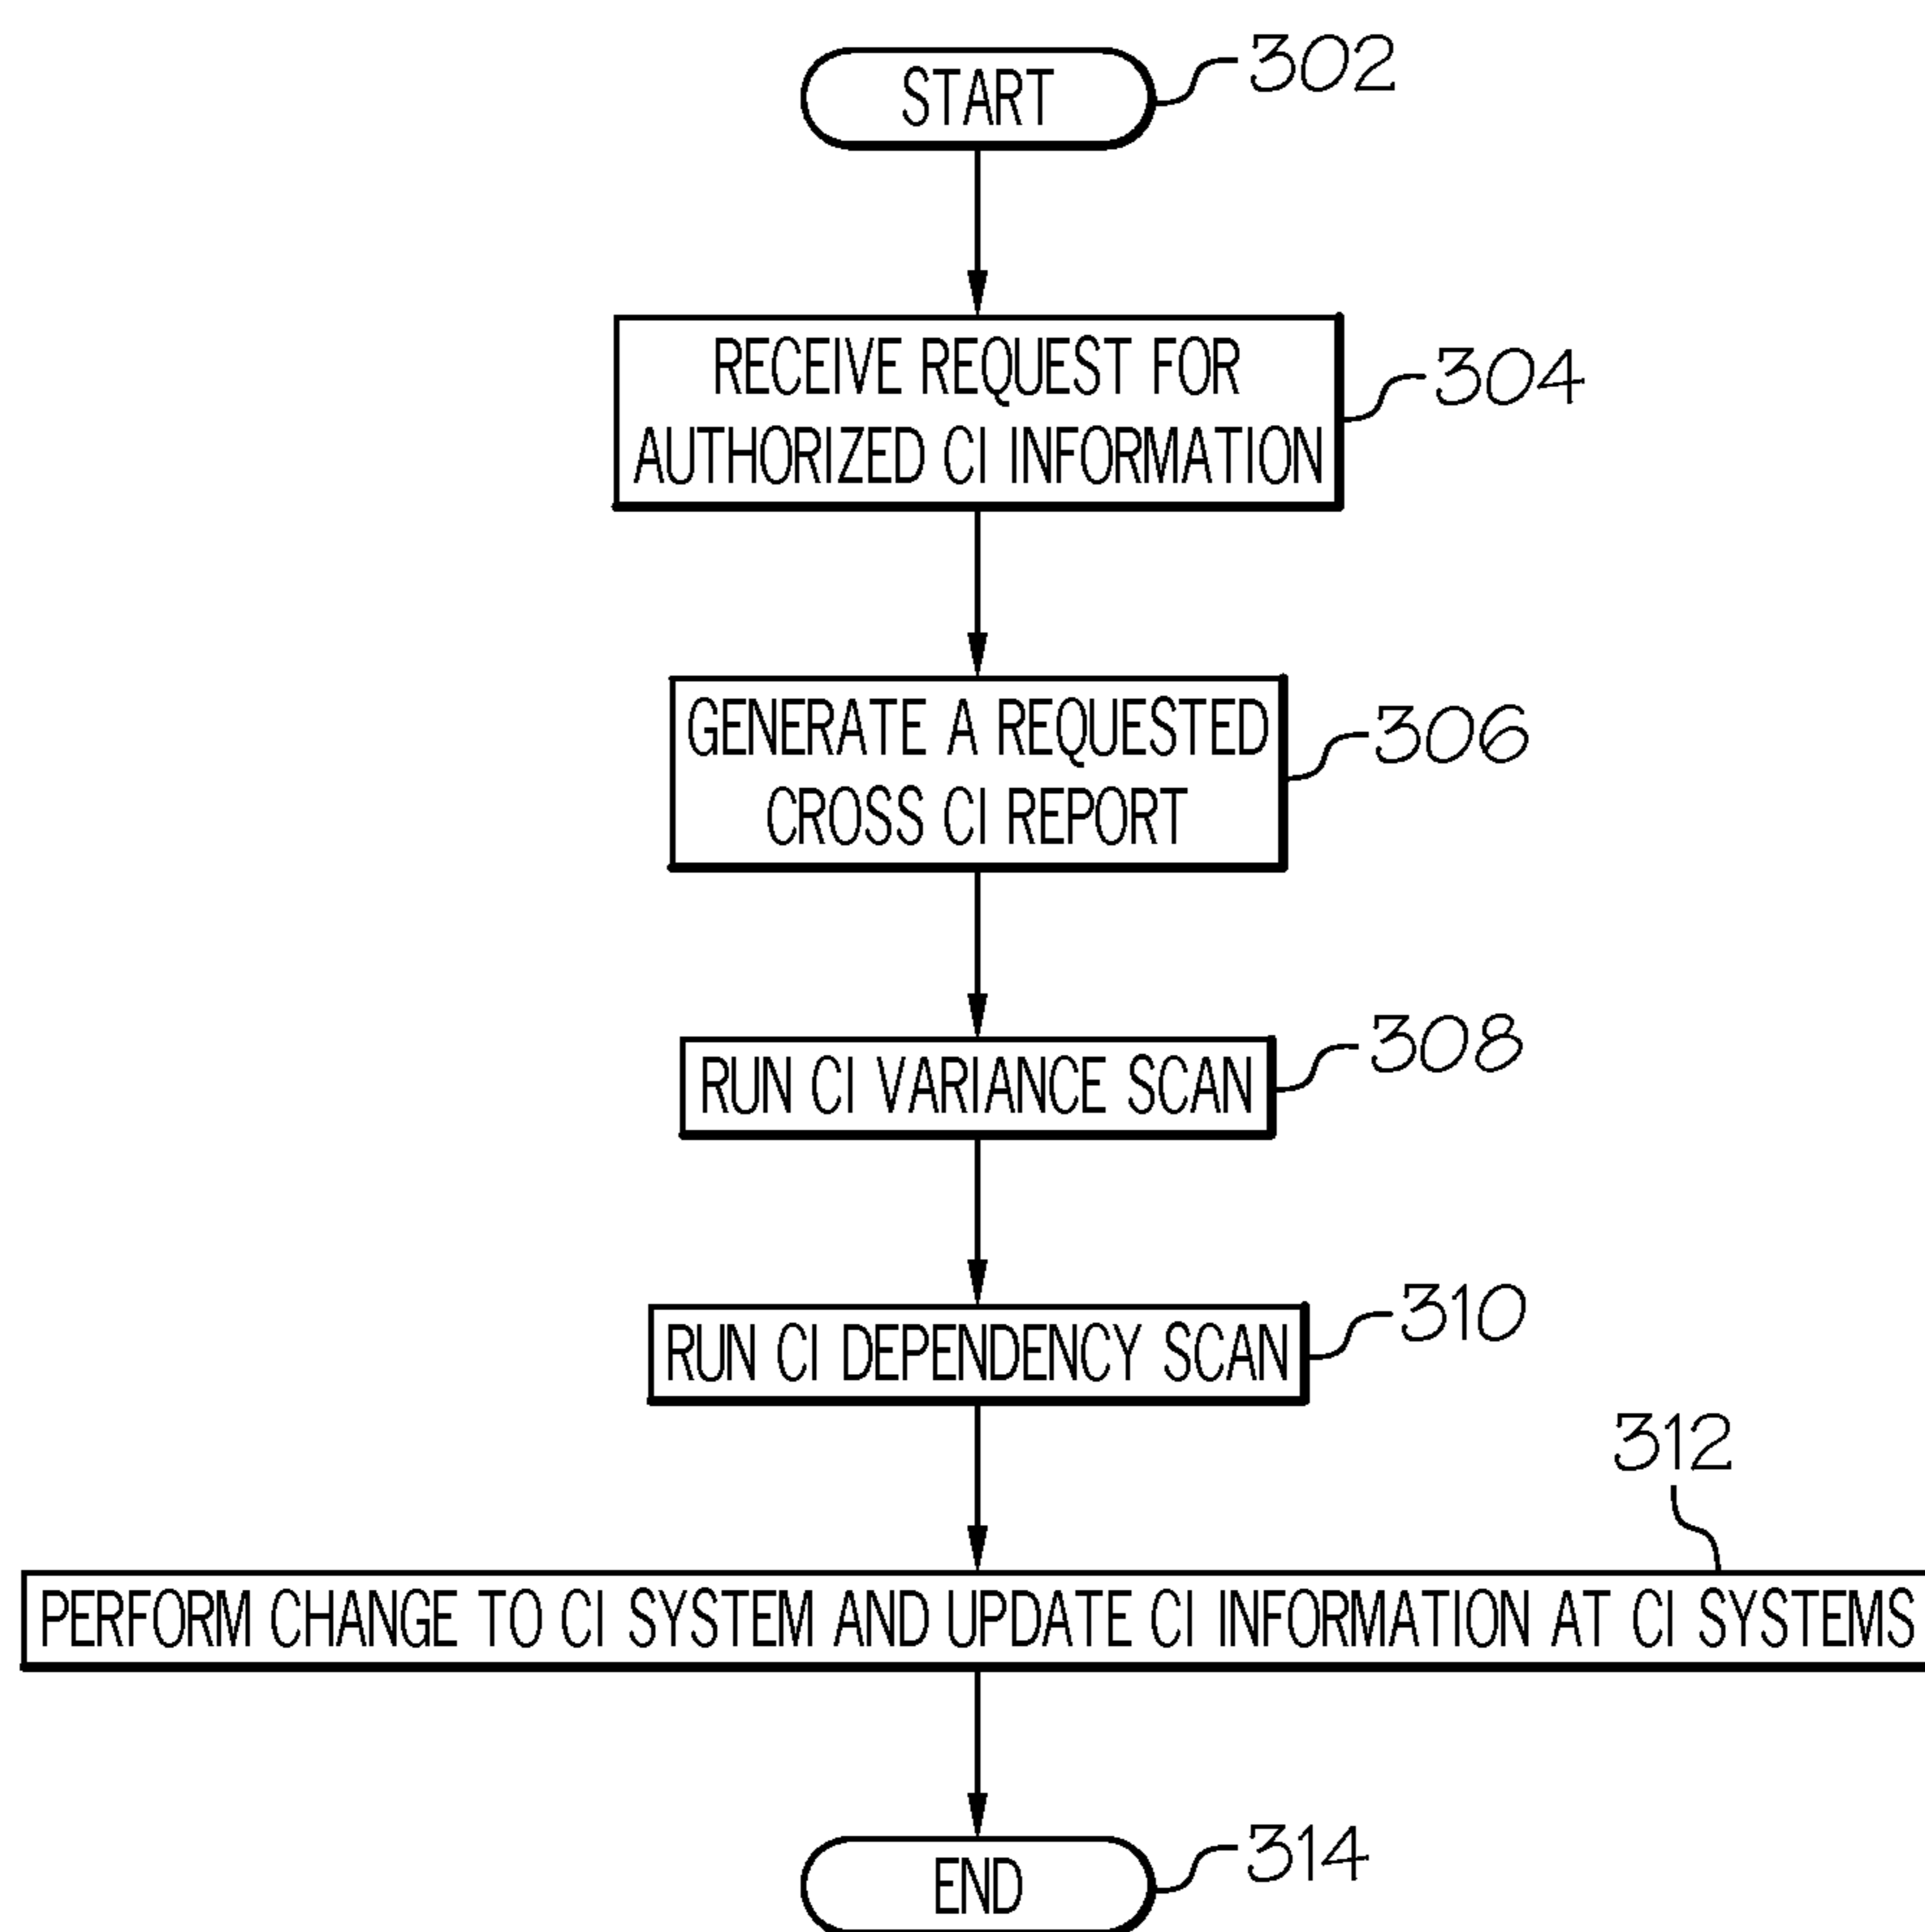 START
302
RECEIVE REQUEST FOR
AUTHORIZED CI INFORMATION
304
GENERATE A REQUESTED
CROSS CI REPORT
306
RUN CI VARIANCE SCAN
308
RUN CI DEPENDENCY SCAN
310
312
PERFORM CHANGE TO CI SYSTEM AND UPDATE CI INFORMATION AT CI SYSTEMS
END
314